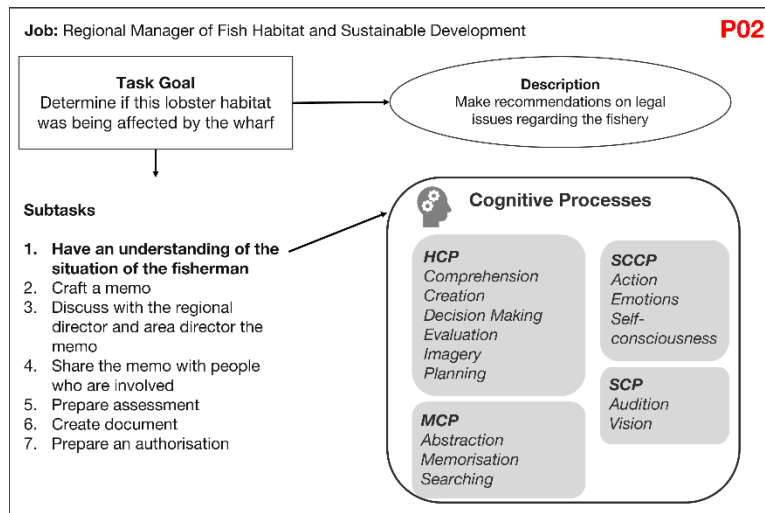 Job: Regional Manager of Fish Habitat and Sustainable Development
P02
Task Goal
Determine if this lobster habitat
was being affected by the wharf
Description
Make recommendations on legal
issues regarding the fishery
Subtasks
1. Have an understanding of the
situation of the fisherman
2. Craft a memo
3. Discuss with the regional
director and area director the
memo
4. Share the memo with people
who are involved
5. Prepare assessment
6. Create document
7. Prepare an authorisation
Cognitive Processes
HCP
Comprehension
Creation
Decision Making
Evaluation
Imagery
Planning
MCP
Abstraction
Memorisation
Searching
SCCP
Action
Emotions
Self-
consciousness
SCP
Audition
Vision